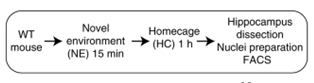 WT
mouse
Novel
environment
(NE) 15 min
Homecage
(HC) 1 h
Hippocampus
dissection
Nuclei preparation
FACS